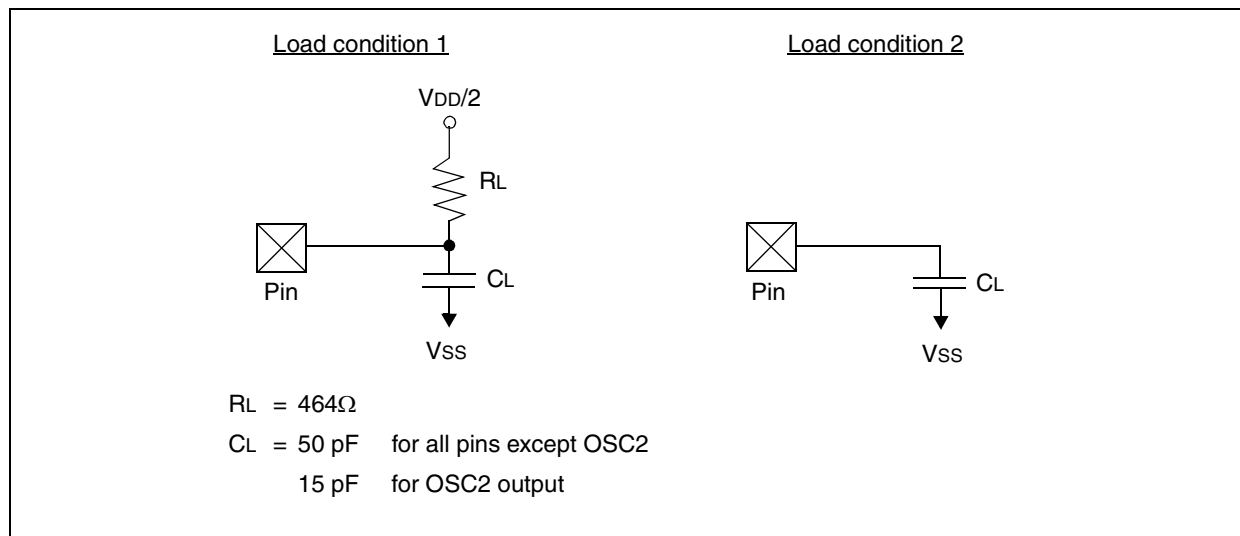 Load condition 1
Load condition 2
VDD/2
RL
Pin
CL
VSS
Pin
CL
VSS
RL = 464Ω
CL = 50 pF for all pins except OSC2
15 pF for OSC2 output